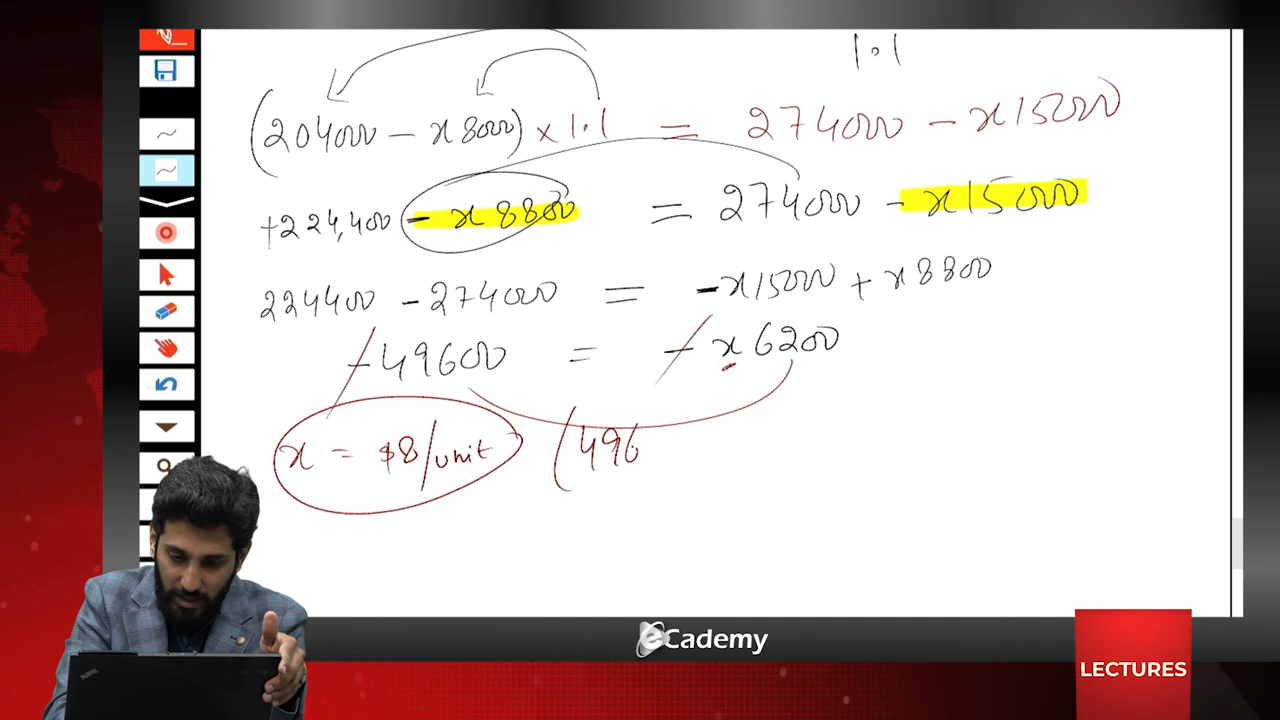 1.1
(204000 - x8000) x 1.1 = 274000 - x15000
+224,400 - x8800 = 274000 - x15000
224400 - 274000 = -x15000 + x8800
-49600 = -x6200
x = $8/unit (496
eCademy
LECTURES